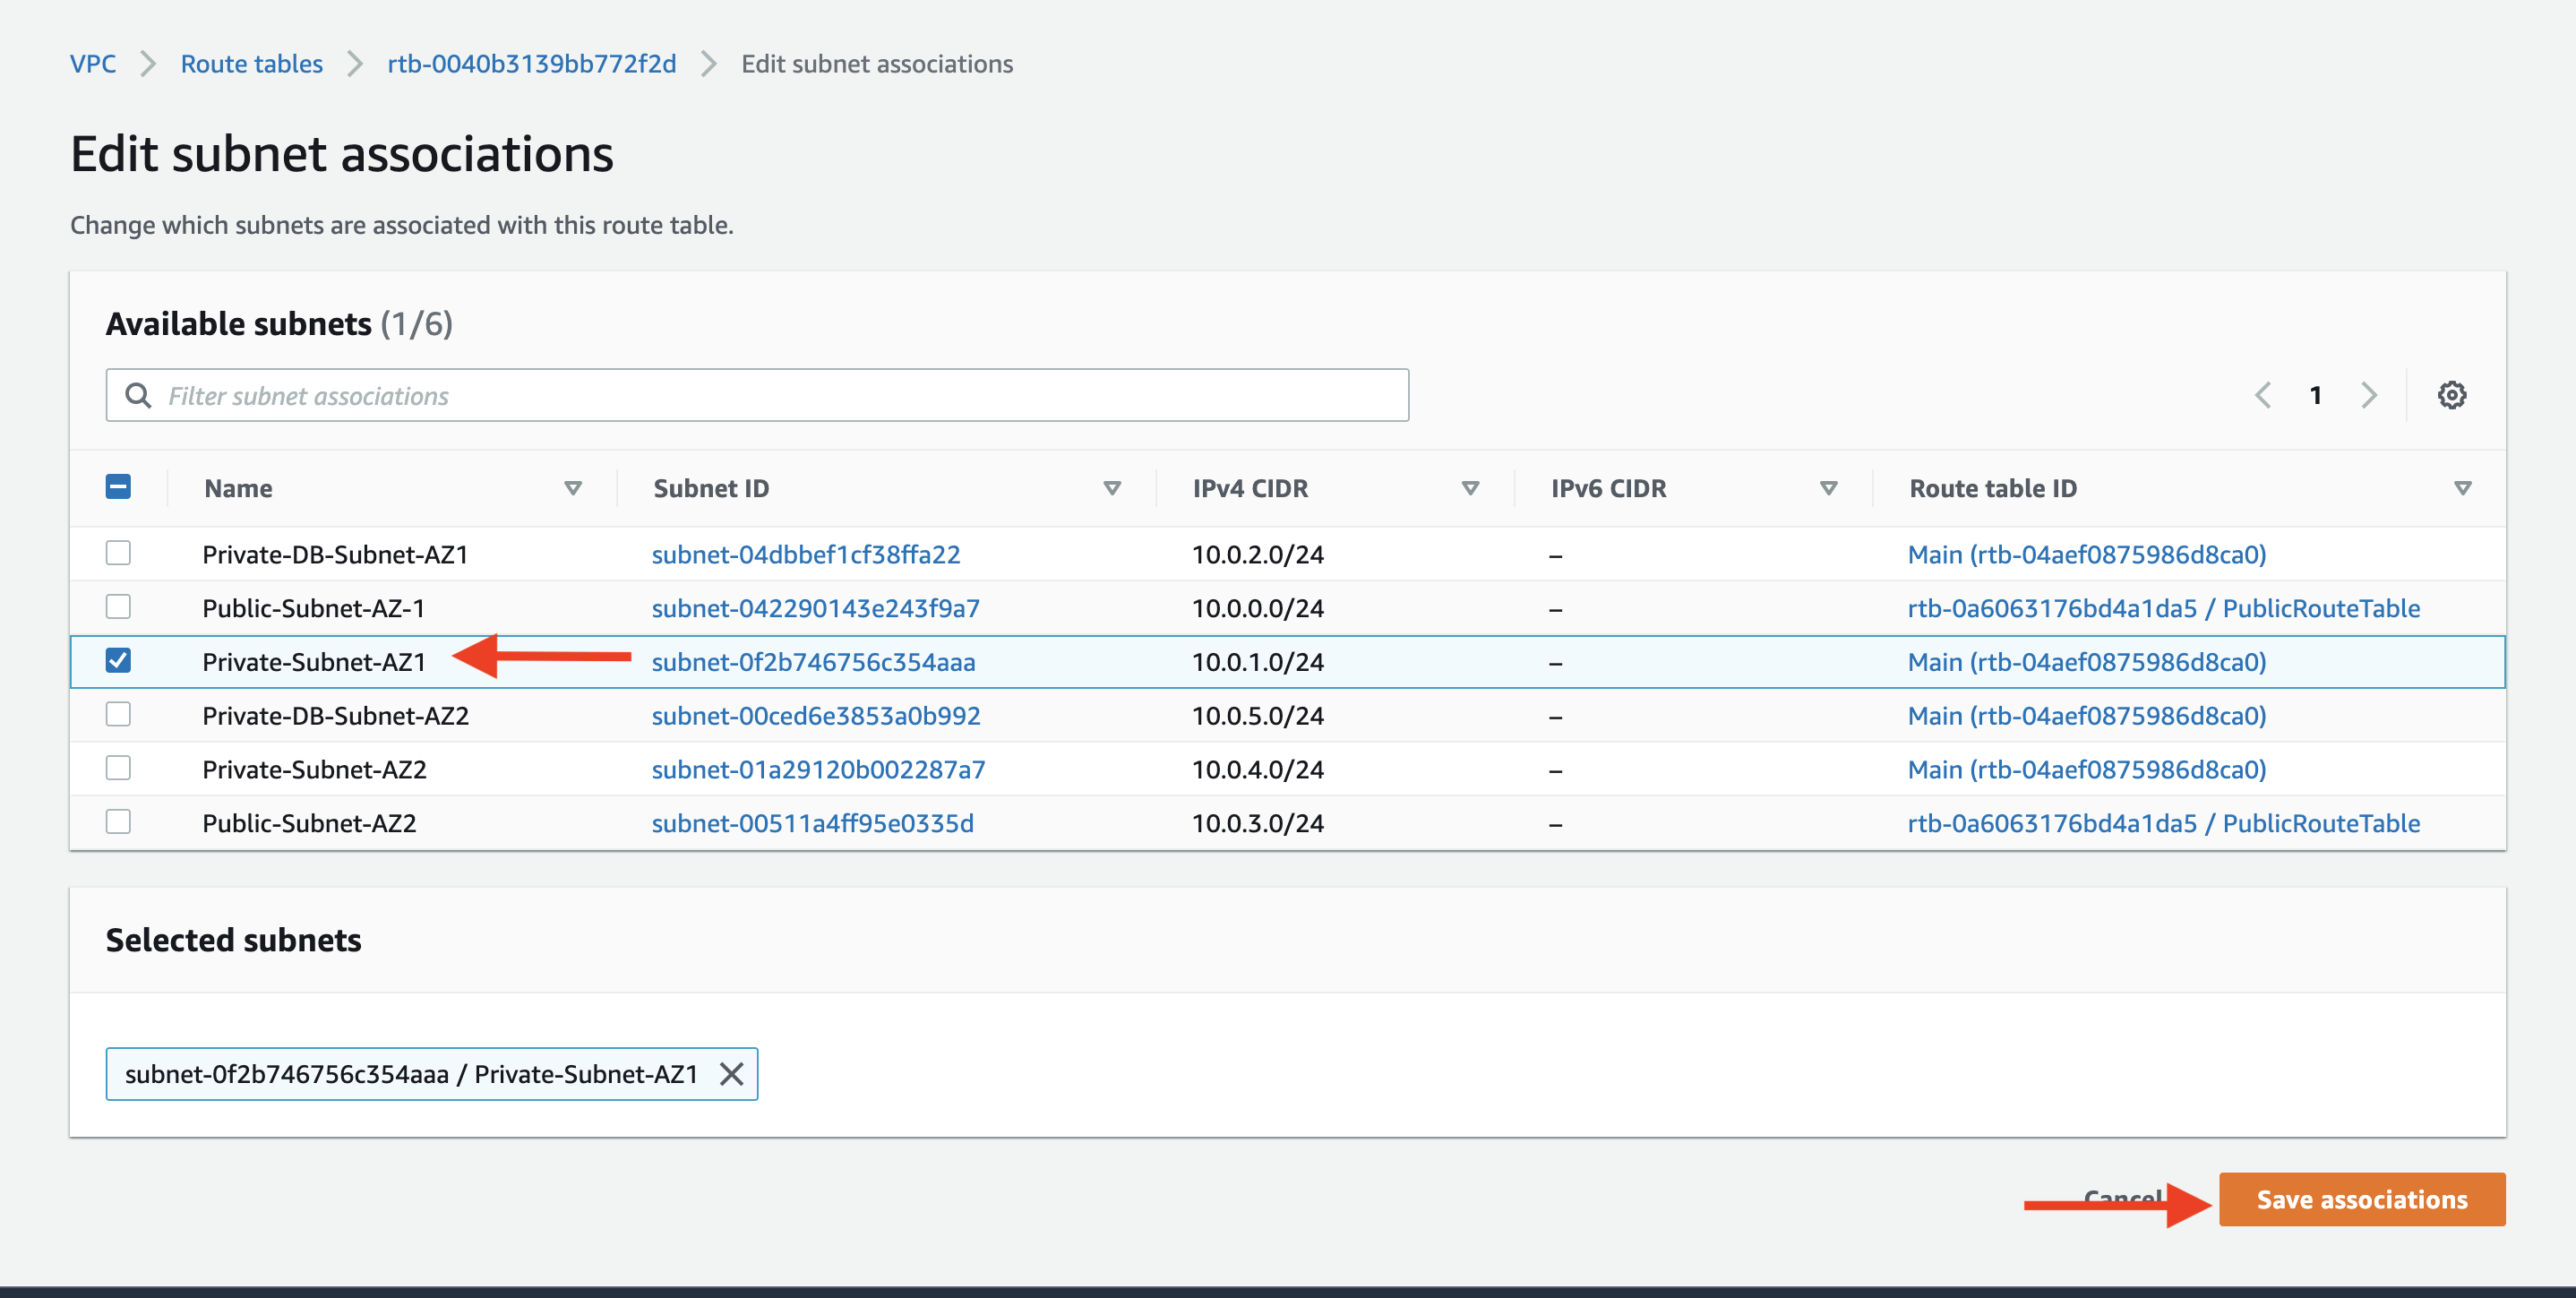 VPC > Route tables > rtb-0040b3139bb772f2d > Edit subnet associations
Edit subnet associations
Change which subnets are associated with this route table.
Available subnets (1/6)
Filter subnet associations 1
Name Subnet ID IPv4 CIDR IPv6 CIDR Route table ID
Private-DB-Subnet-AZ1 subnet-04dbbef1cf38ffa22 10.0.2.0/24 – Main (rtb-04aef0875986d8ca0)
Public-Subnet-AZ-1 subnet-042290143e243f9a7 10.0.0.0/24 – rtb-0a6063176bd4a1da5 / PublicRouteTable
Private-Subnet-AZ1 subnet-0f2b746756c354aaa 10.0.1.0/24 – Main (rtb-04aef0875986d8ca0)
Private-DB-Subnet-AZ2 subnet-00ced6e3853a0b992 10.0.5.0/24 – Main (rtb-04aef0875986d8ca0)
Private-Subnet-AZ2 subnet-01a29120b002287a7 10.0.4.0/24 – Main (rtb-04aef0875986d8ca0)
Public-Subnet-AZ2 subnet-00511a4ff95e0335d 10.0.3.0/24 – rtb-0a6063176bd4a1da5 / PublicRouteTable
Selected subnets
subnet-0f2b746756c354aaa / Private-Subnet-AZ1
Cancel Save associations